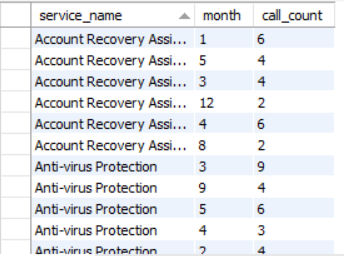 service_name month call_count
Account Recovery Assi... 1 6
Account Recovery Assi... 5 4
Account Recovery Assi... 3 4
Account Recovery Assi... 12 2
Account Recovery Assi... 4 6
Account Recovery Assi... 8 2
Anti-virus Protection 3 9
Anti-virus Protection 9 4
Anti-virus Protection 5 6
Anti-virus Protection 4 3
Anti-virus Protection 2 4